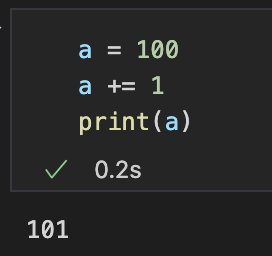 a = 100
a += 1
print(a)
0.2s
101